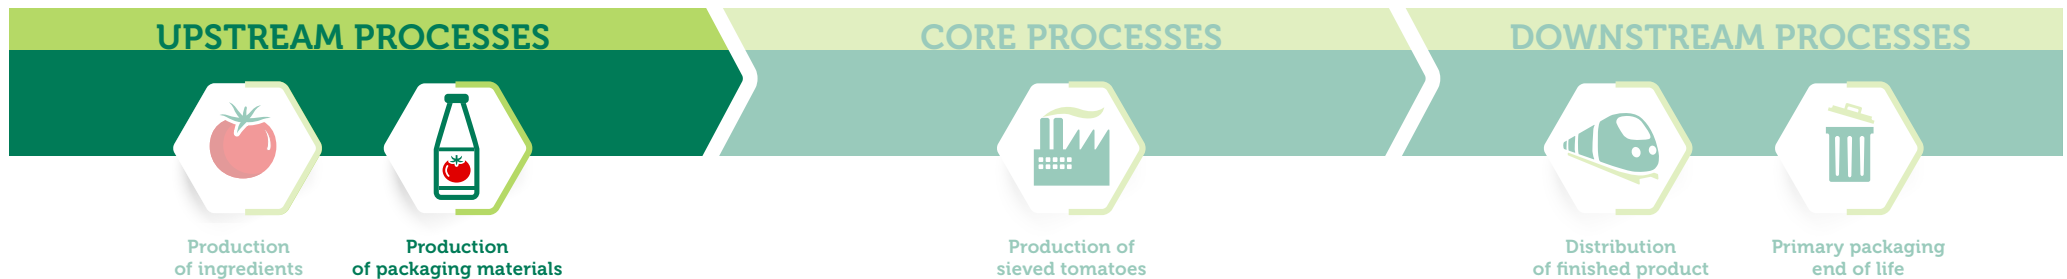 UPSTREAM PROCESSES
CORE PROCESSES
DOWNSTREAM PROCESSES
Production
of ingredients
Production
of packaging materials
Production of
sieved tomatoes
Distribution
of finished product
Primary packaging
end of life